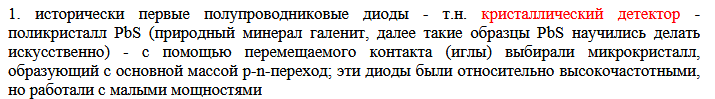 1. исторически первые полупроводниковые диоды - т.н. кристаллический детектор -
поликристалл PbS (природный минерал галенит, далее такие образцы PbS научились делать
искусственно) - с помощью перемещаемого контакта (иглы) выбирали микрокристалл,
образующий с основной массой p-n-переход; эти диоды были относительно высокочастотными,
но работали с малыми мощностями